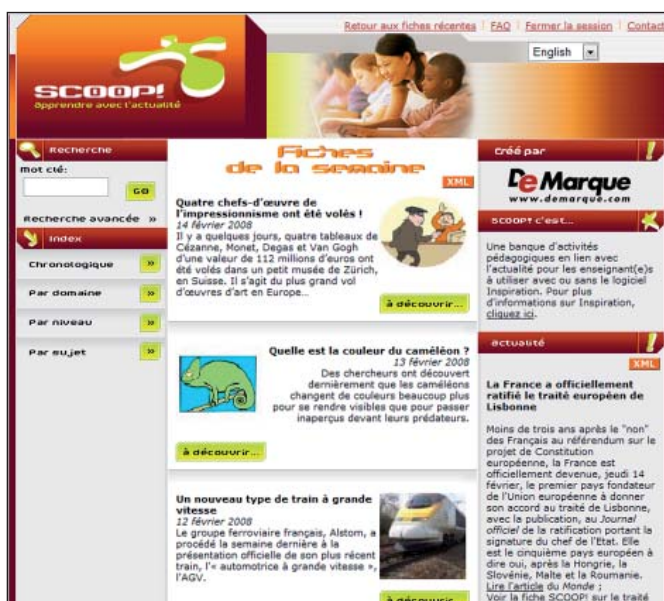 Retour aux fiches récentes | FAQ | Fermer la session | Contact
English
SCOOP!
apprendre avec l'actualité
Recherche
mot clé:
GO
Recherche avancée »
Index
Chronologique »
Par domaine »
Par niveau »
Par sujet »
Fiches
de la semaine
XML
Quatre chefs-d'œuvre de
l'impressionnisme ont été volés !
14 février 2008
Il y a quelques jours, quatre tableaux de
Cézanne, Monet, Degas et Van Gogh
d'une valeur de 112 millions d'euros ont
été volés dans un petit musée de Zürich,
en Suisse. Il s'agit du plus grand vol
d'œuvres d'art en Europe...
à découvrir...
Quelle est la couleur du caméléon ?
13 février 2008
Des chercheurs ont découvert
dernièrement que les caméléons
changent de couleurs beaucoup plus
pour se rendre visibles que pour passer
inaperçus devant leurs prédateurs.
à découvrir...
Un nouveau type de train à grande
vitesse
12 février 2008
Le groupe ferroviaire français, Alstom, a
procédé la semaine dernière à la
présentation officielle de son plus récent
train, l'« automotrice à grande vitesse »,
l'AGV.
à découvrir...
Créé par
De Marque
www.demarque.com
SCOOP! c'est...
Une banque d'activités
pédagogiques en lien avec
l'actualité pour les enseignant(e)s
à utiliser avec ou sans le logiciel
Inspiration. Pour plus
d'informations sur Inspiration,
cliquez ici.
actualité
XML
La France a officiellement
ratifié le traité européen de
Lisbonne
Moins de trois ans après le "non"
des Français au référendum sur le
projet de Constitution
européenne, la France est
officiellement devenue, jeudi 14
février, le premier pays fondateur
de l'Union européenne à donner
son accord au traité de Lisbonne,
avec la publication, au Journal
officiel de la ratification portant la
signature du chef de l'Etat. Elle
est le cinquième pays européen à
dire oui, après la Hongrie, la
Slovénie, Malte et la Roumanie.
Lire l'article du Monde ;
Voir la fiche SCOOP! sur le traité